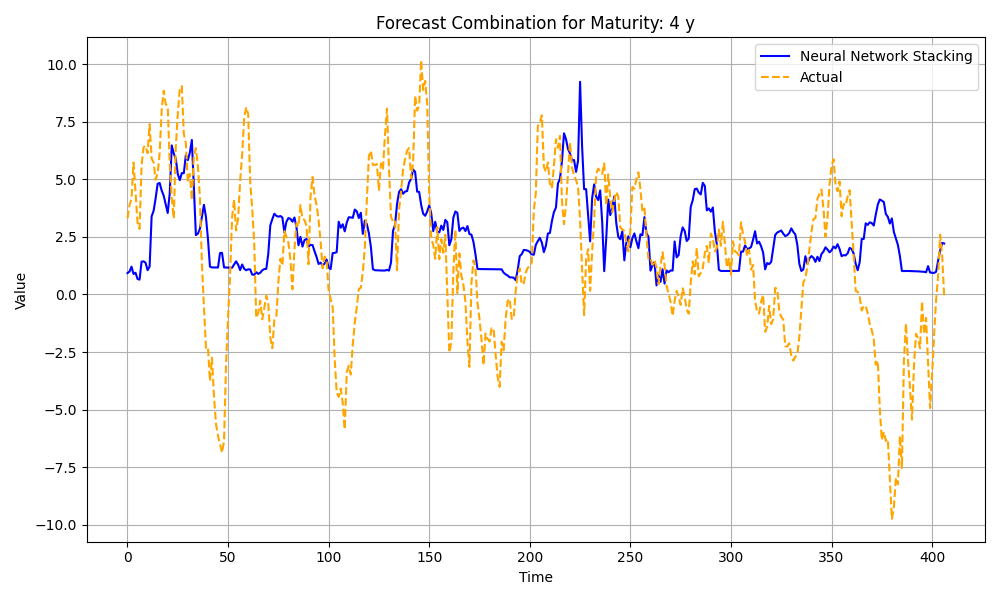 Forecast Combination for Maturity: 4 y
Neural Network Stacking
Actual
Value
10.0
7.5
5.0
2.5
0.0
−2.5
−5.0
−7.5
−10.0
0 50 100 150 200 250 300 350 400
Time